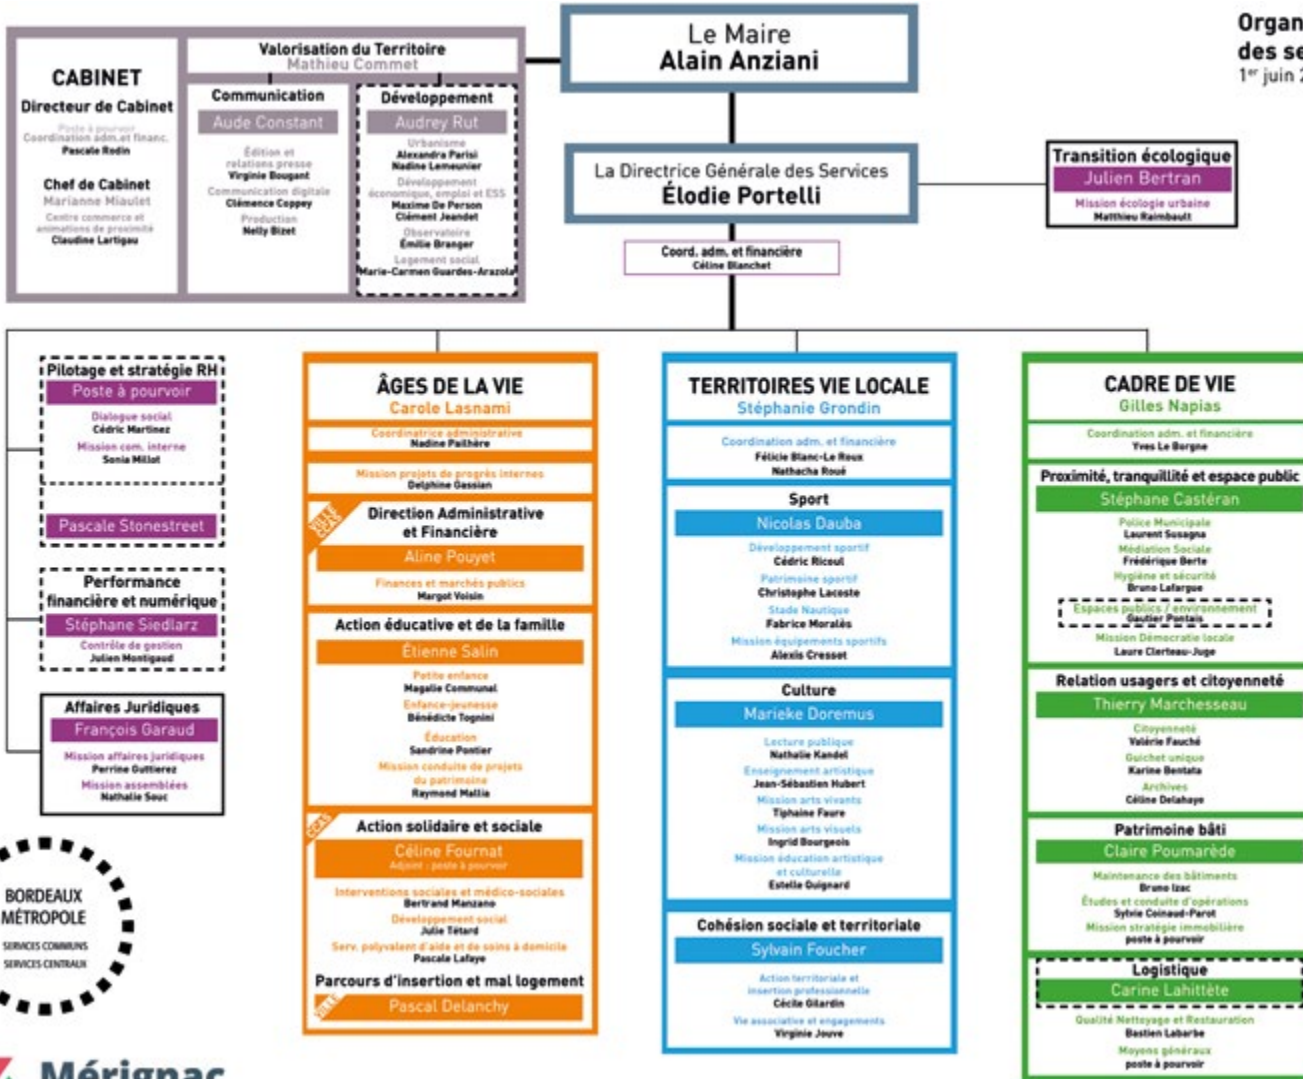 Le Maire
Alain Anziani
Organ
des se
1er juin 2
CABINET
Directeur de Cabinet
Poste à pourvoir
Coordination adm.et financ.
Pascale Rodin
Chef de Cabinet
Marianne Miaulet
Centre commerce et
animations de proximité
Claudine Lartigau
Valorisation du Territoire
Mathieu Commet
Communication
Aude Constant
Édition et
relations presse
Virginie Bougant
Communication digitale
Clémence Coppey
Production
Nelly Bizet
Développement
Audrey Rut
Urbanisme
Alexandra Parisi
Nadine Lemeunier
Développement
économique, emploi et ESS
Maxime De Person
Clément Jeandet
Observatoire
Émilie Branger
Logement social
Marie-Carmen Guardes-Arazola
La Directrice Générale des Services
Élodie Portelli
Coord. adm. et financière
Céline Blanchet
Transition écologique
Julien Bertran
Mission écologie urbaine
Matthieu Raimbault
Pilotage et stratégie RH
Poste à pourvoir
Dialogue social
Cédric Martinez
Mission com. interne
Sonia Millot
Pascale Stonestreet
Performance
financière et numérique
Stéphane Siedlarz
Contrôle de gestion
Julien Montigaud
Affaires Juridiques
François Garaud
Mission affaires juridiques
Perrine Guttierez
Mission assemblées
Nathalie Souc
BORDEAUX
MÉTROPOLE
SERVICES COMMUNS
SERVICES CENTRAUX
Mérignac
ÂGES DE LA VIE
Carole Lasnami
Coordinatrice administrative
Nadine Pailhère
Mission projets de progrès internes
Delphine Gassian
VILLE
CCAS
Direction Administrative
et Financière
Aline Pouyet
Finances et marchés publics
Margot Voisin
Action éducative et de la famille
Étienne Salin
Petite enfance
Magalie Communal
Enfance-jeunesse
Bénédicte Tognini
Éducation
Sandrine Pontier
Mission conduite de projets
du patrimoine
Raymond Mallia
CCAS
Action solidaire et sociale
Céline Fournat
Adjoint : poste à pourvoir
Interventions sociales et médico-sociales
Bertrand Manzano
Développement social
Julie Tétard
Serv. polyvalent d'aide et de soins à domicile
Pascale Lafaye
Parcours d'insertion et mal logement
VILLE
Pascal Delanchy
TERRITOIRES VIE LOCALE
Stéphanie Grondin
Coordination adm. et financière
Félicie Blanc-Le Roux
Nathacha Roué
Sport
Nicolas Dauba
Développement sportif
Cédric Ricoul
Patrimoine sportif
Christophe Lacoste
Stade Nautique
Fabrice Moralès
Mission équipements sportifs
Alexis Cressot
Culture
Marieke Doremus
Lecture publique
Nathalie Kandel
Enseignement artistique
Jean-Sébastien Hubert
Mission arts vivants
Tiphaine Faure
Mission arts visuels
Ingrid Bourgeois
Mission éducation artistique
et culturelle
Estelle Guignard
Cohésion sociale et territoriale
Sylvain Foucher
Action territoriale et
insertion professionnelle
Cécile Gilardin
Vie associative et engagements
Virginie Jouve
CADRE DE VIE
Gilles Napias
Coordination adm. et financière
Yves Le Borgne
Proximité, tranquillité et espace public
Stéphane Castéran
Police Municipale
Laurent Susagna
Médiation Sociale
Frédérique Berte
Hygiène et sécurité
Bruno Lafargue
Espaces publics / environnement
Gautier Pontais
Mission Démocratie locale
Laure Clerteau-Juge
Relation usagers et citoyenneté
Thierry Marchesseau
Citoyenneté
Valérie Fauché
Guichet unique
Karine Bentata
Archives
Céline Delahaye
Patrimoine bâti
Claire Poumarède
Maintenance des bâtiments
Bruno Izac
Études et conduite d'opérations
Sylvie Coinaud-Parot
Mission stratégie immobilière
poste à pourvoir
Logistique
Carine Lahittète
Qualité Nettoyage et Restauration
Bastien Labarbe
Moyens généraux
poste à pourvoir